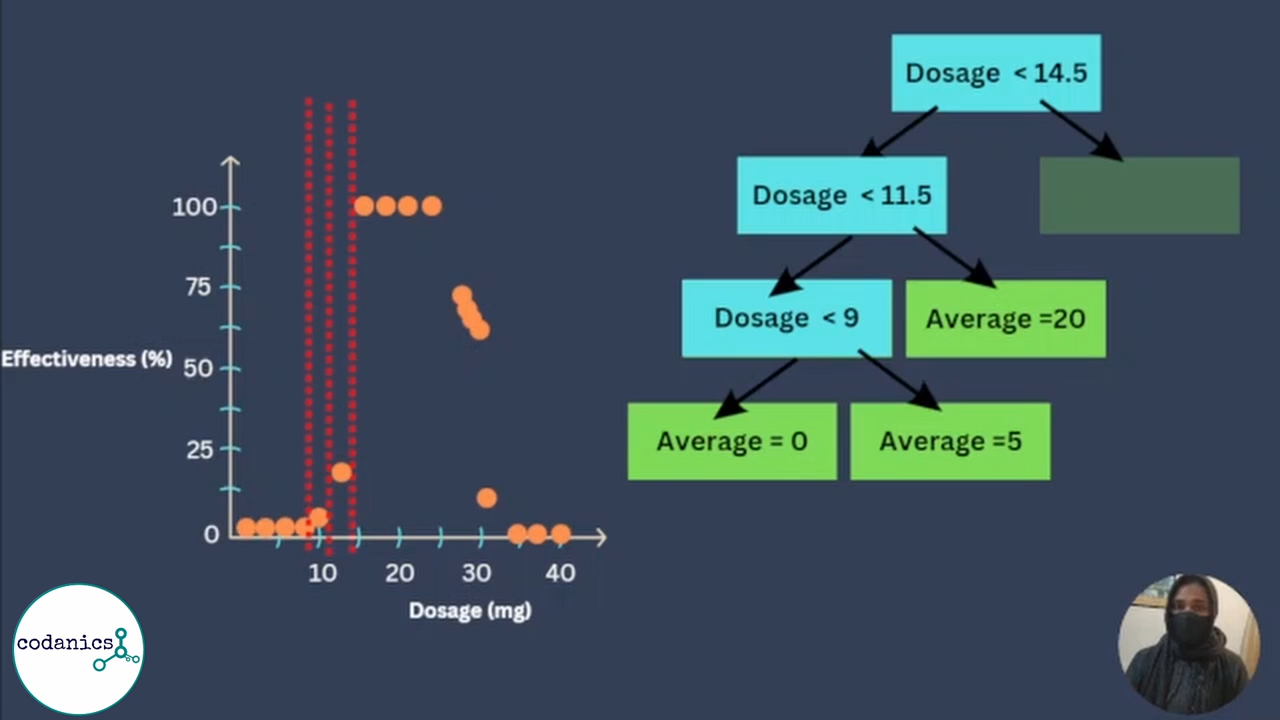 Dosage < 14.5
Dosage < 11.5
Dosage < 9
Average =20
Average = 0
Average =5
100
75
Effectiveness (%)
50
25
0
10
20
30
40
Dosage (mg)
codanics